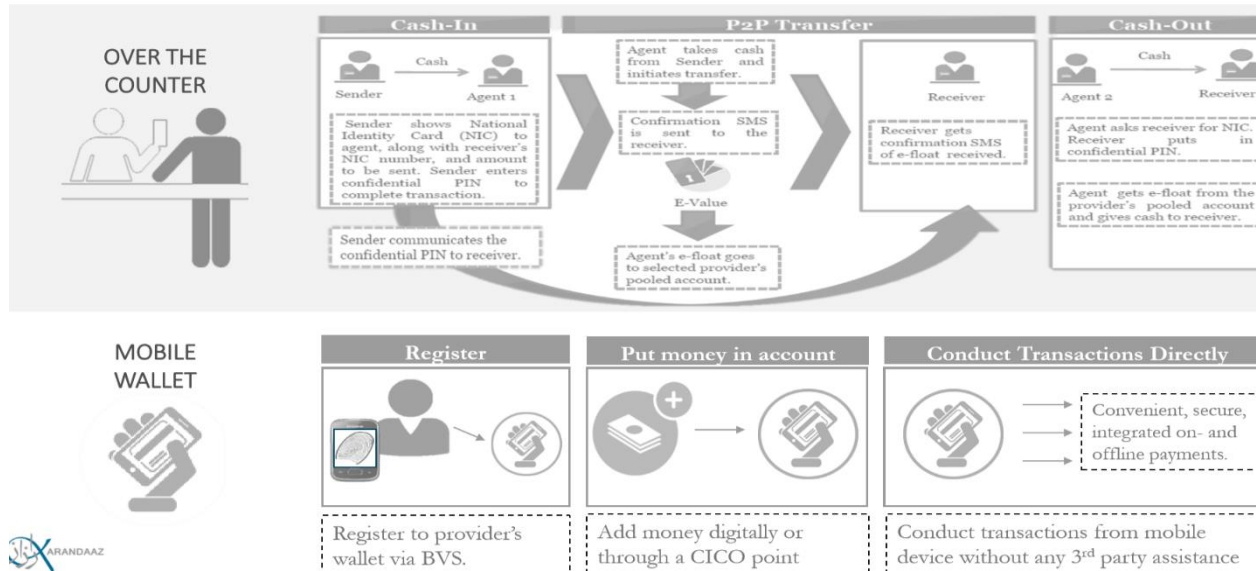 Cash-In
P2P Transfer
Cash-Out
OVER THE
COUNTER
Cash
Sender
Agent 1
Sender shows National
Identity Card (NIC) to
agent, along with receiver's
NIC number, and amount
to be sent. Sender enters
confidential PIN to
complete transaction.
Sender communicates the
confidential PIN to receiver.
Agent takes cash
from Sender and
initiates transfer.
Confirmation SMS
is sent to the
receiver.
E-Value
Agent's e-float goes
to selected provider's
pooled account.
Receiver
Receiver gets
confirmation SMS
of e-float received.
Cash
Agent 2
Receiver
Agent asks receiver for NIC.
Receiver puts in
confidential PIN.
Agent gets e-float from the
provider's pooled account
and gives cash to receiver.
MOBILE
WALLET
Register
Register to provider's
wallet via BVS.
Put money in account
Add money digitally or
through a CICO point
Conduct Transactions Directly
Convenient, secure,
integrated on- and
offline payments.
Conduct transactions from mobile
device without any 3rd party assistance
ARANDAAZ